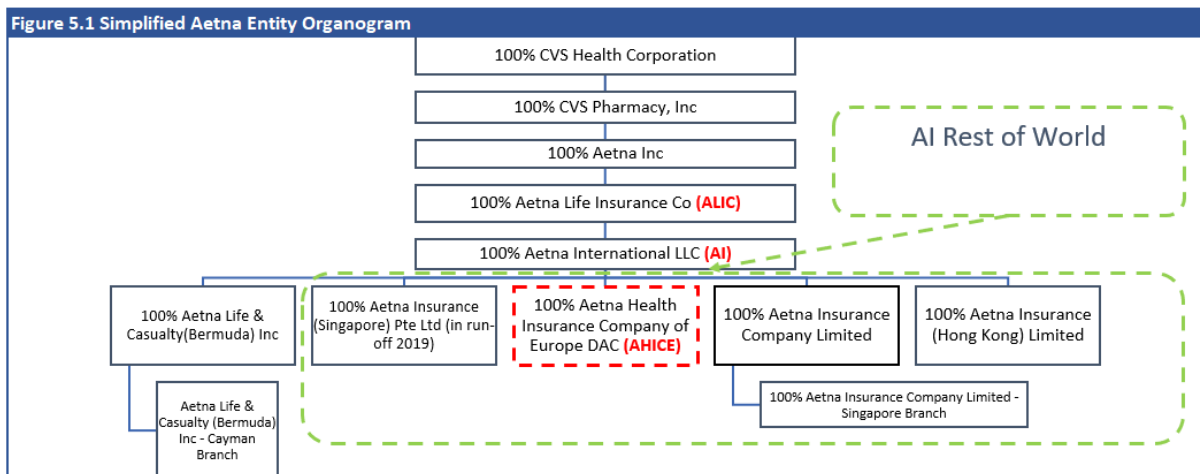 Figure 5.1 Simplified Aetna Entity Organogram
100% CVS Health Corporation
100% CVS Pharmacy, Inc
AI Rest of World
100% Aetna Inc
100% Aetna Life Insurance Co (ALIC)
100% Aetna International LLC (AI)
100% Aetna Life &
Casualty(Bermuda) Inc
100% Aetna Insurance
(Singapore) Pte Ltd (in run-
off 2019)
100% Aetna Health
Insurance Company of
Europe DAC (AHICE)
100% Aetna Insurance
Company Limited
100% Aetna Insurance
(Hong Kong) Limited
Aetna Life &
Casualty (Bermuda)
Inc - Cayman
Branch
100% Aetna Insurance Company Limited -
Singapore Branch